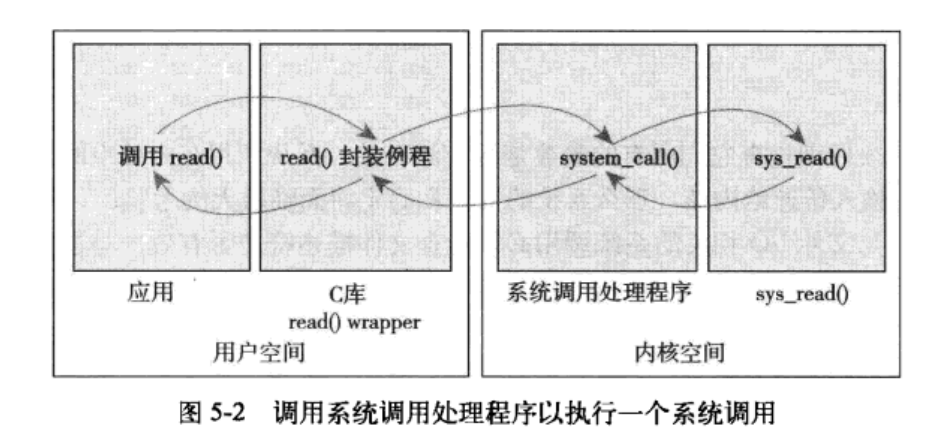 调用 read()
read() 封装例程
system_call()
sys_read()
应用
C库
read() wrapper
系统调用处理程序
sys_read()
用户空间
内核空间
图 5-2 调用系统调用处理程序以执行一个系统调用